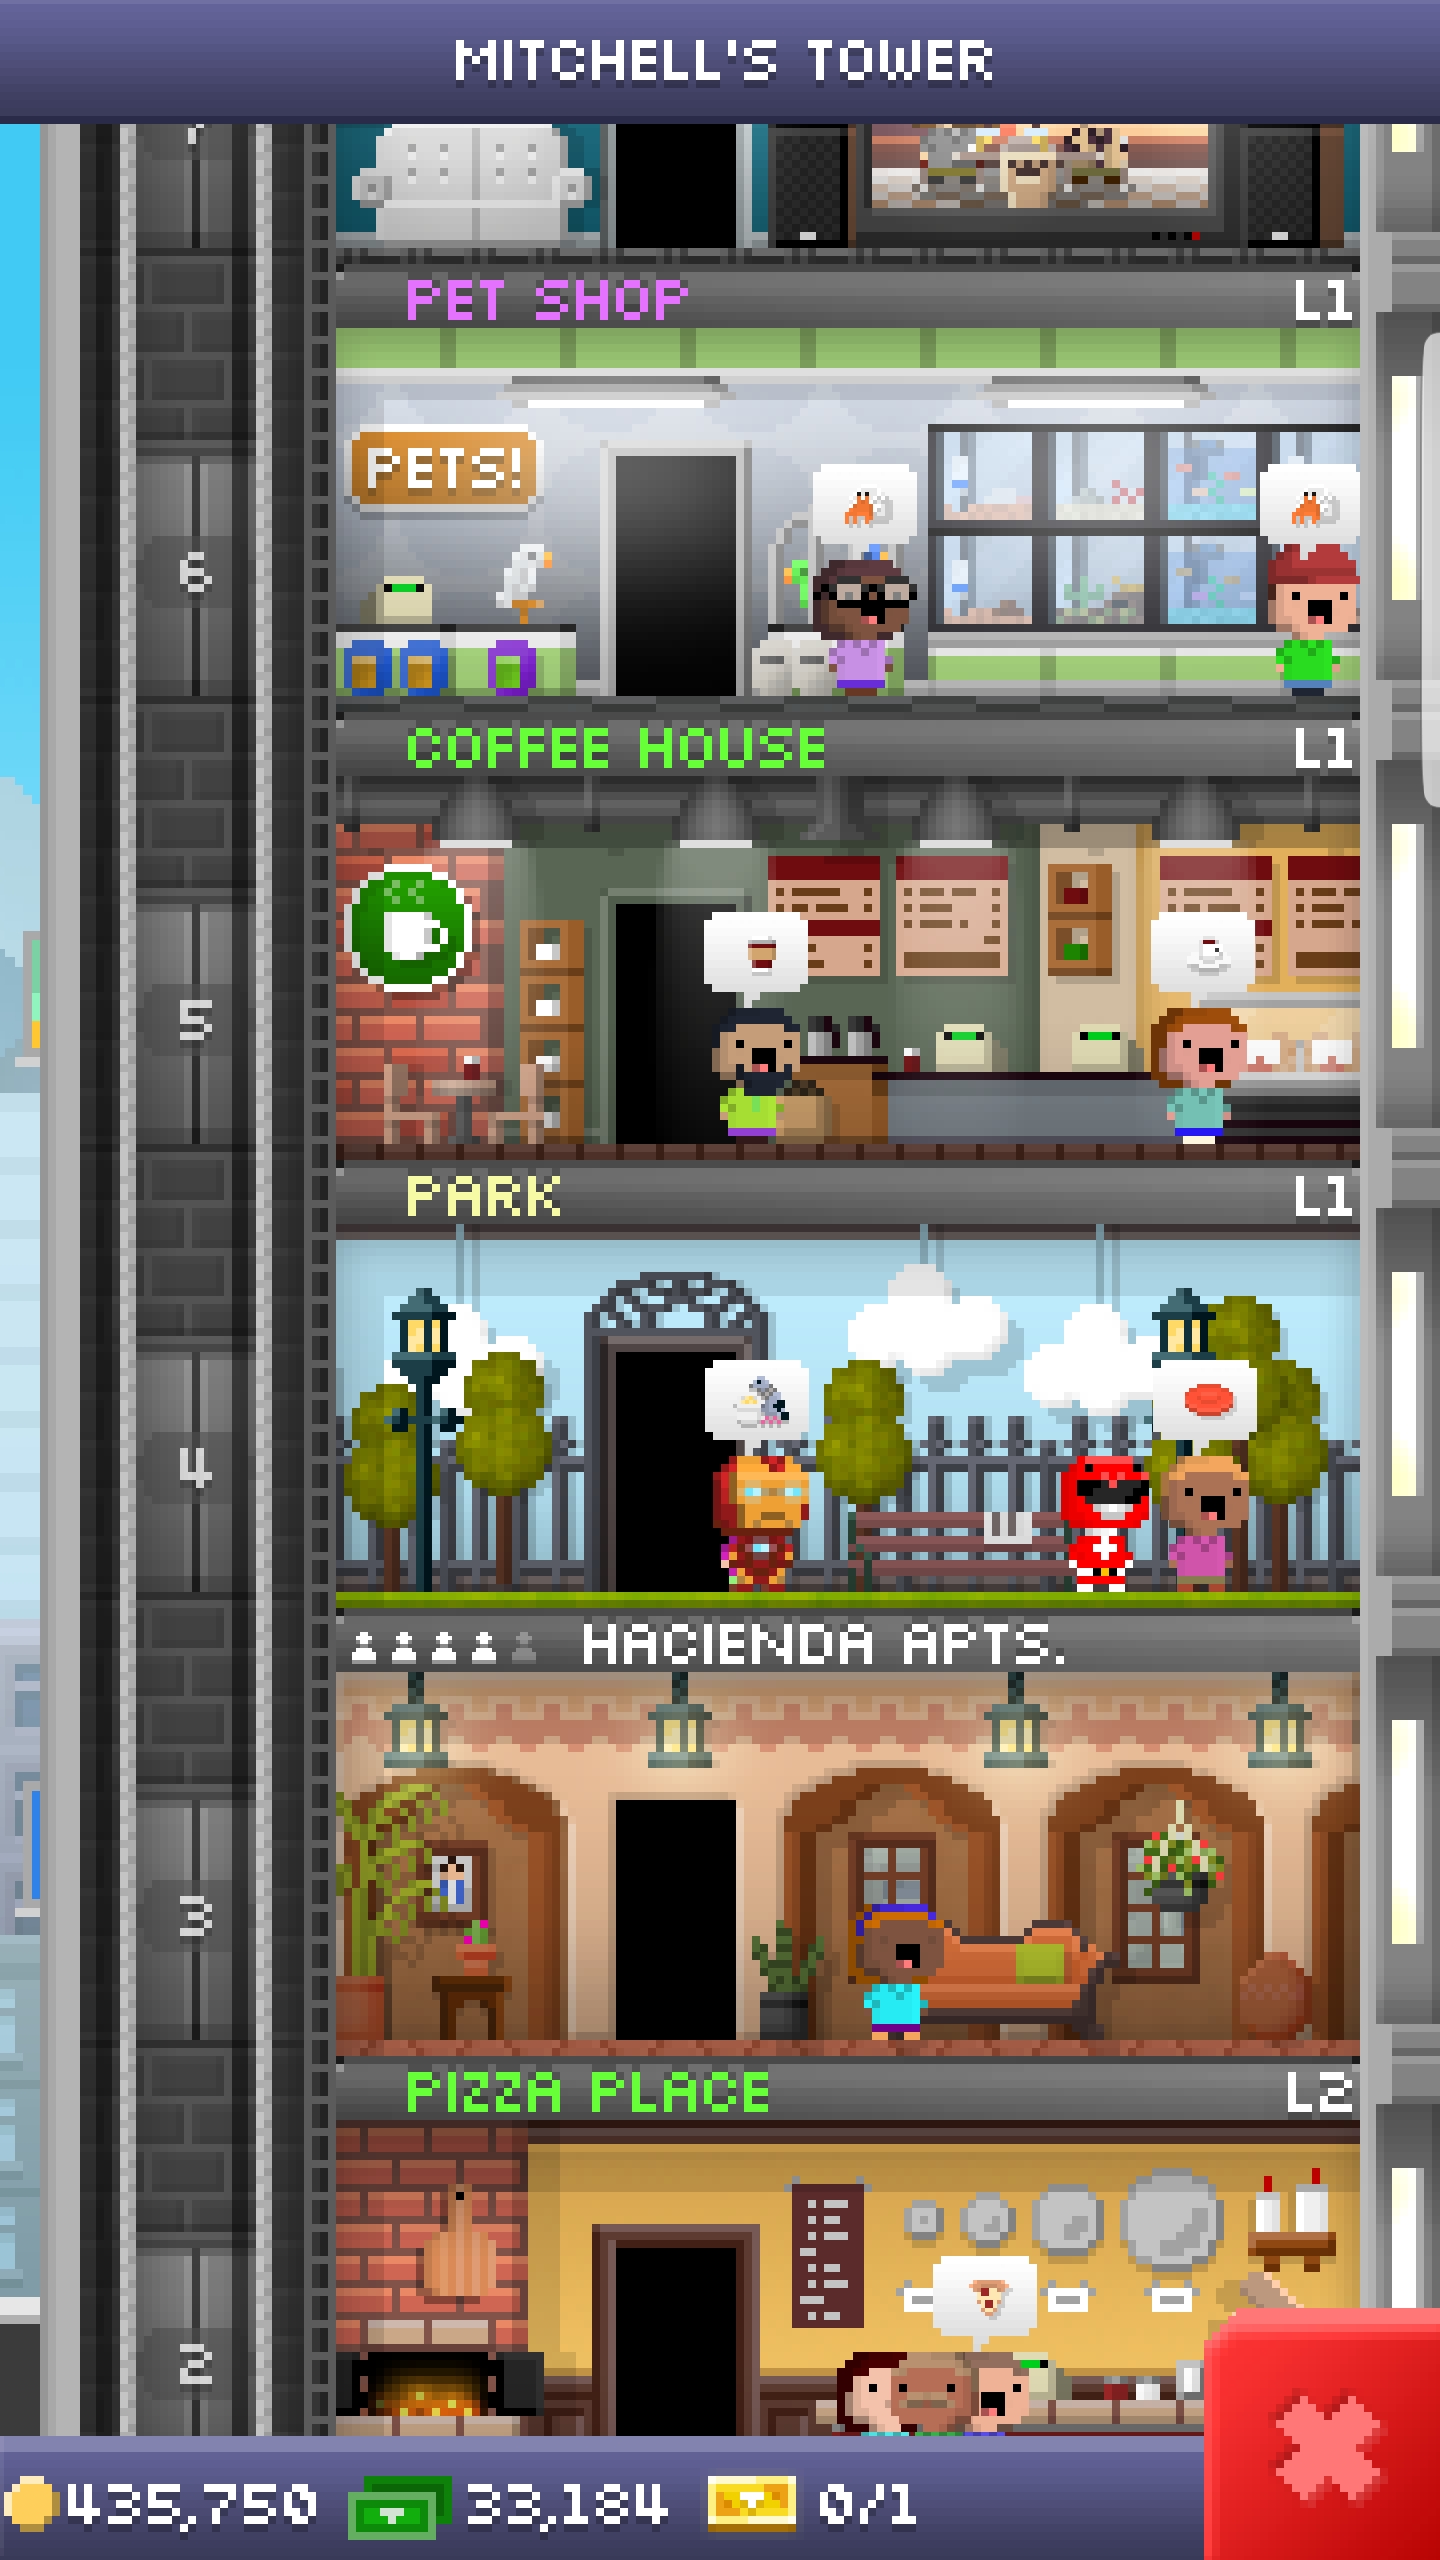 MITCHELL'S TOWER
PET SHOP L1
PETS!
6
COFFEE HOUSE L1
5
PARK L1
4
HACIENDA APTS.
3
PIZZA PLACE L2
2
435,750 33,184 0/1